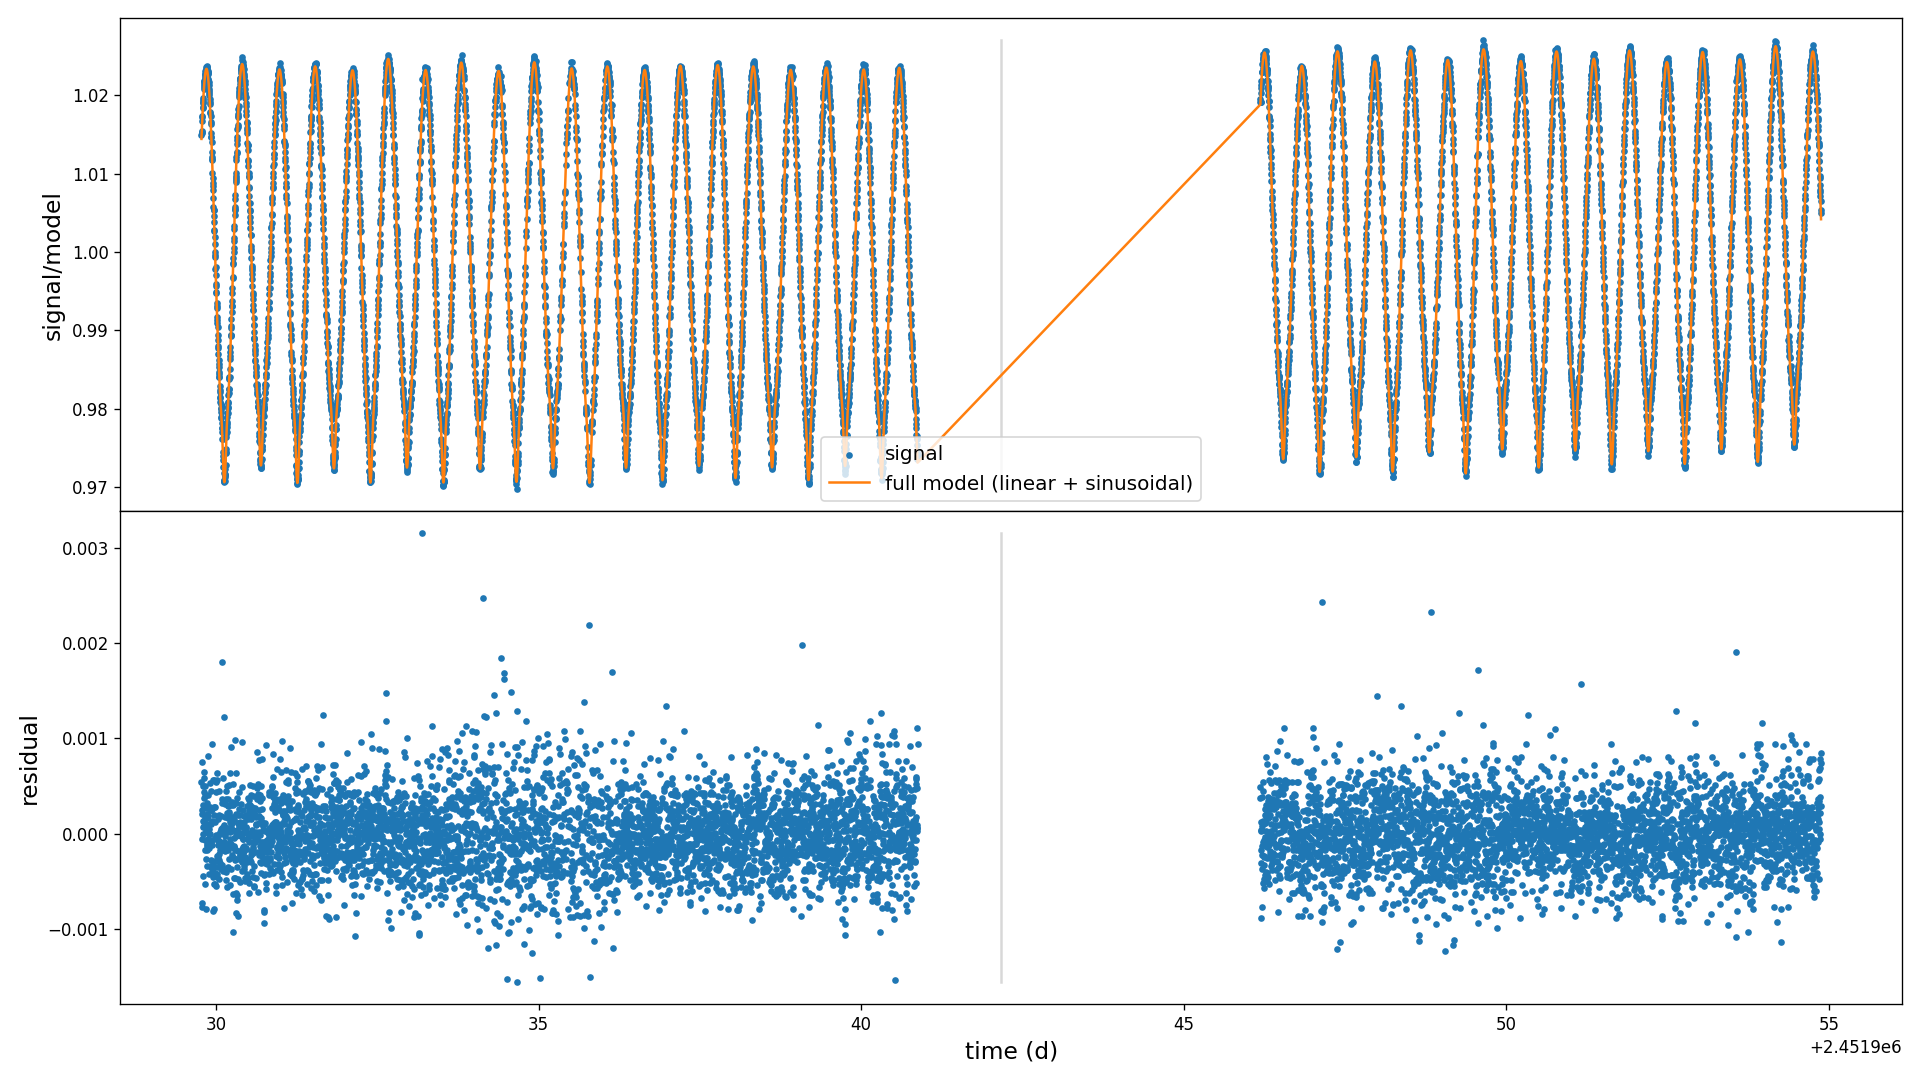 signal/model
1.02
1.01
1.00
0.99
0.98
0.97
signal
full model (linear + sinusoidal)
residual
0.003
0.002
0.001
0.000
−0.001
30 35 40 45 50 55
time (d)
+2.4519e6